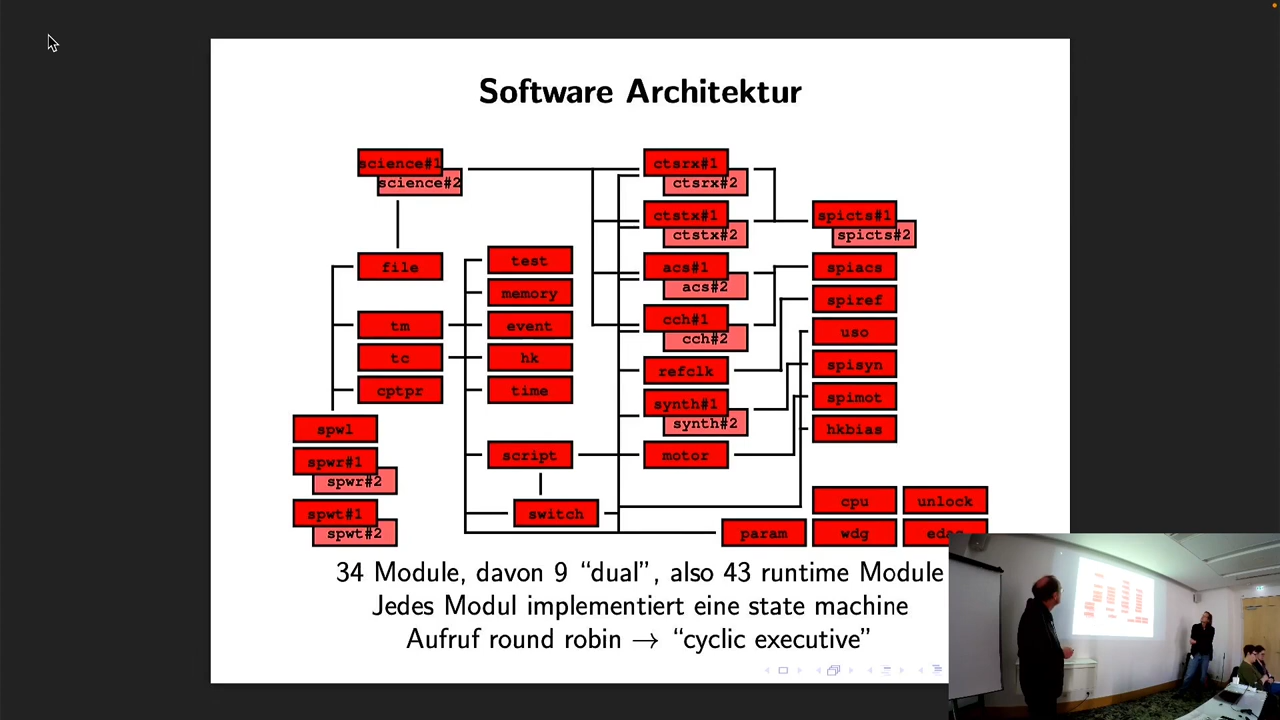 Software Architektur
science#1
science#2
ctsrx#1
ctsrx#2
ctstx#1
ctstx#2
spicts#1
spicts#2
file
test
acs#1
acs#2
spiacs
memory
spiref
tm
event
cch#1
cch#2
uso
tc
hk
refclk
spisyn
cptpr
time
synth#1
synth#2
spimot
spwl
hkbias
spwr#1
spwr#2
script
motor
spwt#1
spwt#2
switch
cpu
unlock
param
wdg
34 Module, davon 9 “dual”, also 43 runtime Module
Jedes Modul implementiert eine state machine
Aufruf round robin → “cyclic executive”